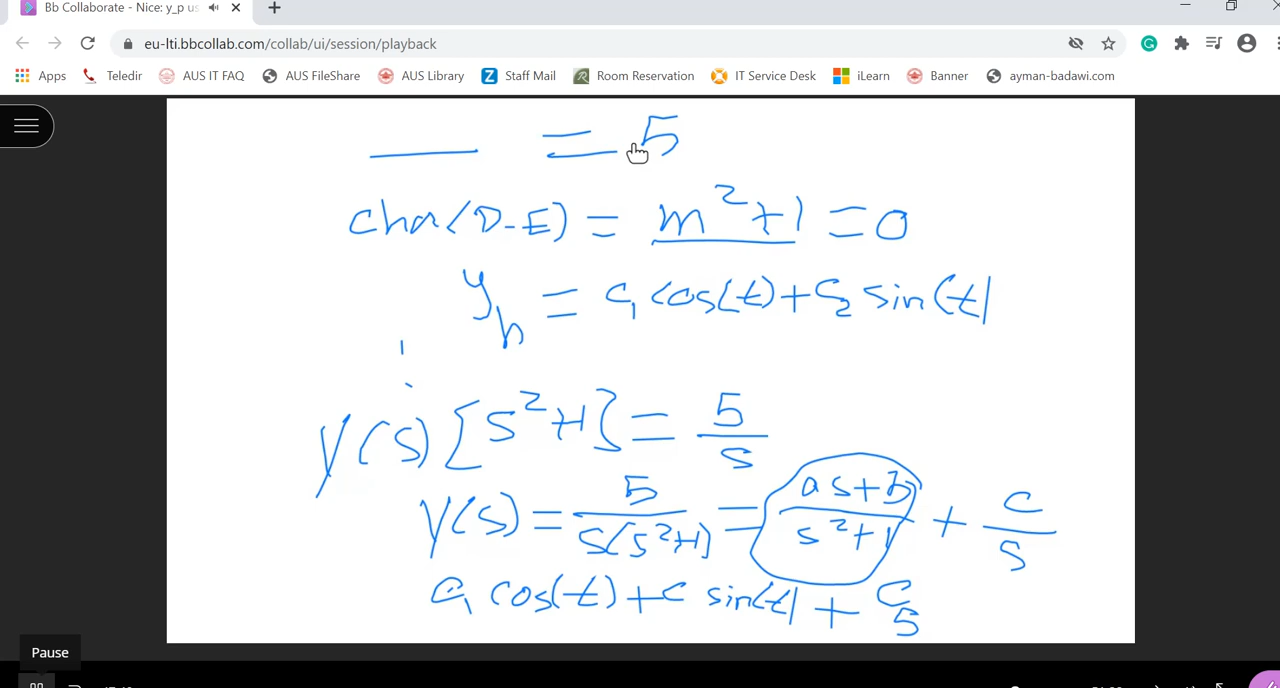 Bb Collaborate - Nice: y_p us
eu-lti.bbcollab.com/collab/ui/session/playback
Apps Teledir AUS IT FAQ AUS FileShare AUS Library Staff Mail Room Reservation IT Service Desk iLearn Banner ayman-badawi.com
___ = 5
char(D-E) = m²+1 = 0
y_h = c₁ cos(t) + c₂ sin(t)
Y(s) [s²+1] = 5/s
Y(s) = 5/(s(s²+1)) = (as+b)/(s²+1) + c/s
c₁ cos(t) + c sin(t) + c
5
Pause